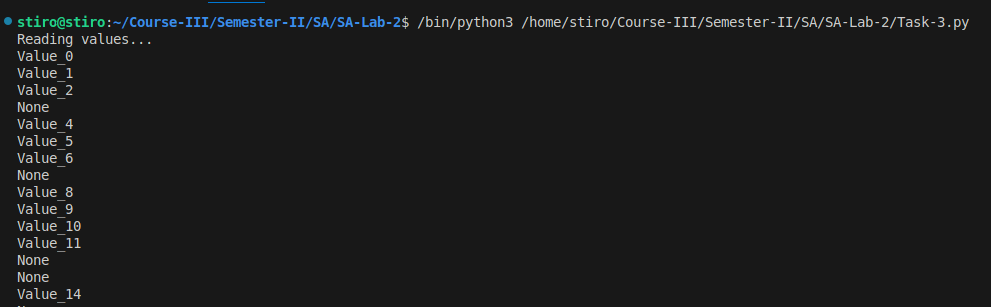 stiro@stiro:~/Course-III/Semester-II/SA/SA-Lab-2$ /bin/python3 /home/stiro/Course-III/Semester-II/SA/SA-Lab-2/Task-3.py
Reading values...
Value_0
Value_1
Value_2
None
Value_4
Value_5
Value_6
None
Value_8
Value_9
Value_10
Value_11
None
None
Value_14